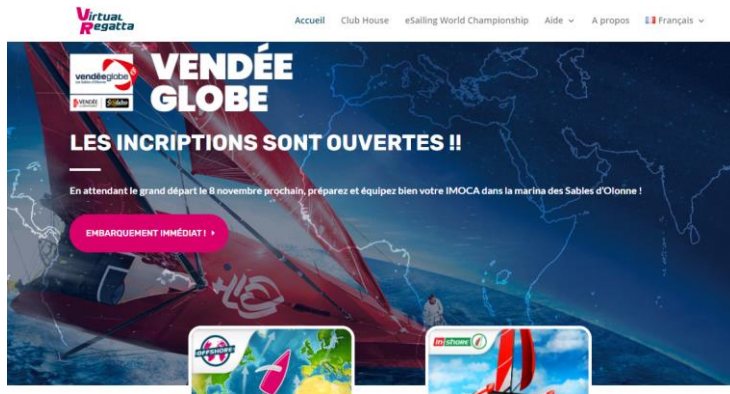 Virtual
Regatta
Accueil
Club House
eSailing World Championship
Aide
A propos
Français
vendéeglobe
VENDÉE
GLOBE
VENDÉE
LES INCRIPTIONS SONT OUVERTES !!
En attendant le grand départ le 8 novembre prochain, préparez et équipez bien votre IMOCA dans la marina des Sables d'Olonne !
EMBARQUEMENT IMMÉDIAT !
OFFSHORE
inshore